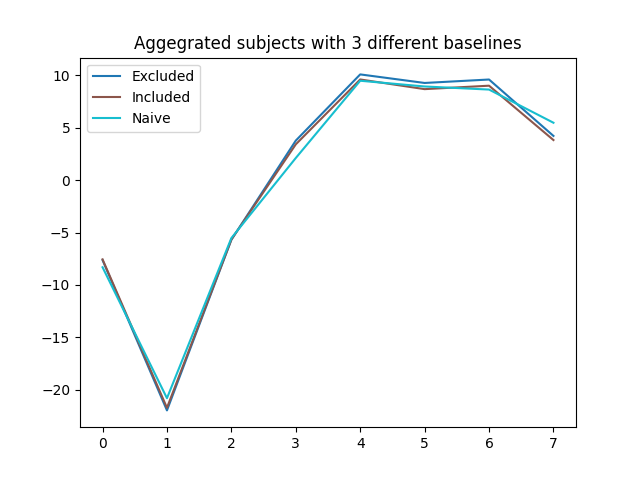 Aggegrated subjects with 3 different baselines
Excluded
Included
Naive
10
5
0
−5
−10
−15
−20
0 1 2 3 4 5 6 7